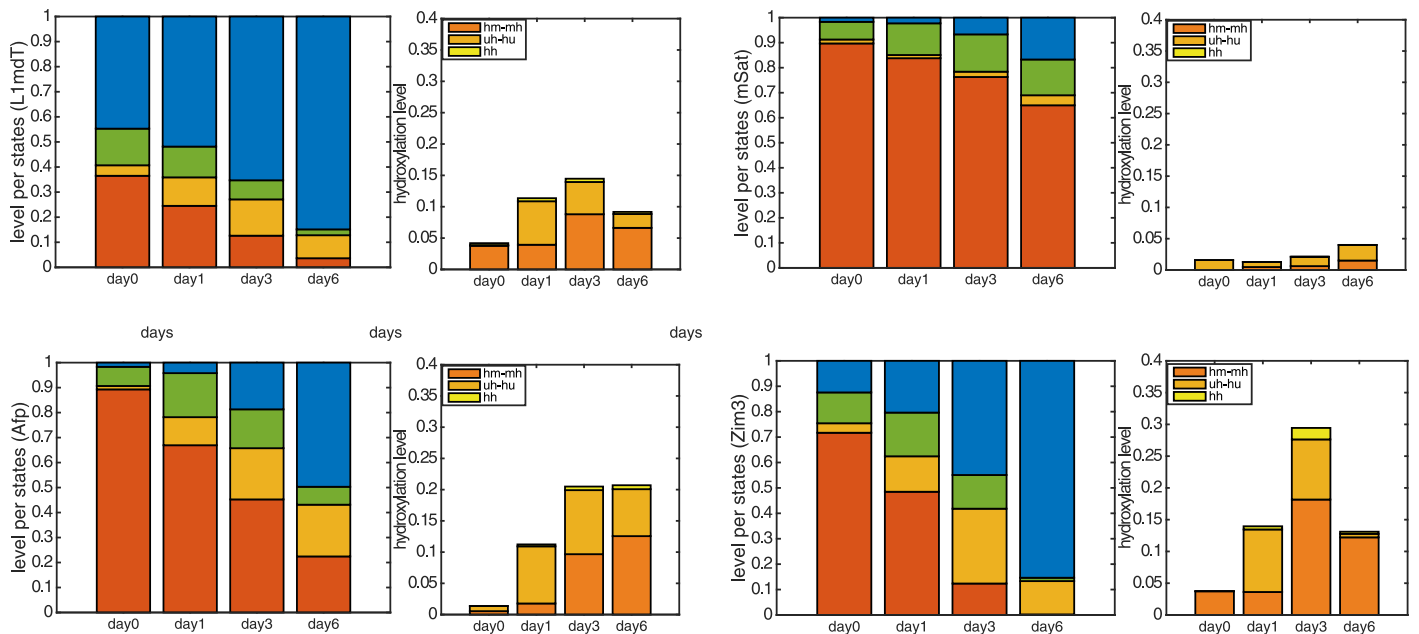 level per states (L1mdT)
1
0.9
0.8
0.7
0.6
0.5
0.4
0.3
0.2
0.1
0
day0 day1 day3 day6
hydroxylation level
0.4
0.35
0.3
0.25
0.2
0.15
0.1
0.05
0
hm-mh
uh-hu
hh
day0 day1 day3 day6
level per states (mSat)
1
0.9
0.8
0.7
0.6
0.5
0.4
0.3
0.2
0.1
0
day0 day1 day3 day6
hydroxylation level
0.4
0.35
0.3
0.25
0.2
0.15
0.1
0.05
0
hm-mh
uh-hu
hh
day0 day1 day3 day6
days days days
level per states (Afp)
1
0.9
0.8
0.7
0.6
0.5
0.4
0.3
0.2
0.1
0
day0 day1 day3 day6
hydroxylation level
0.4
0.35
0.3
0.25
0.2
0.15
0.1
0.05
0
hm-mh
uh-hu
hh
day0 day1 day3 day6
level per states (Zim3)
1
0.9
0.8
0.7
0.6
0.5
0.4
0.3
0.2
0.1
0
day0 day1 day3 day6
hydroxylation level
0.4
0.35
0.3
0.25
0.2
0.15
0.1
0.05
0
hm-mh
uh-hu
hh
day0 day1 day3 day6